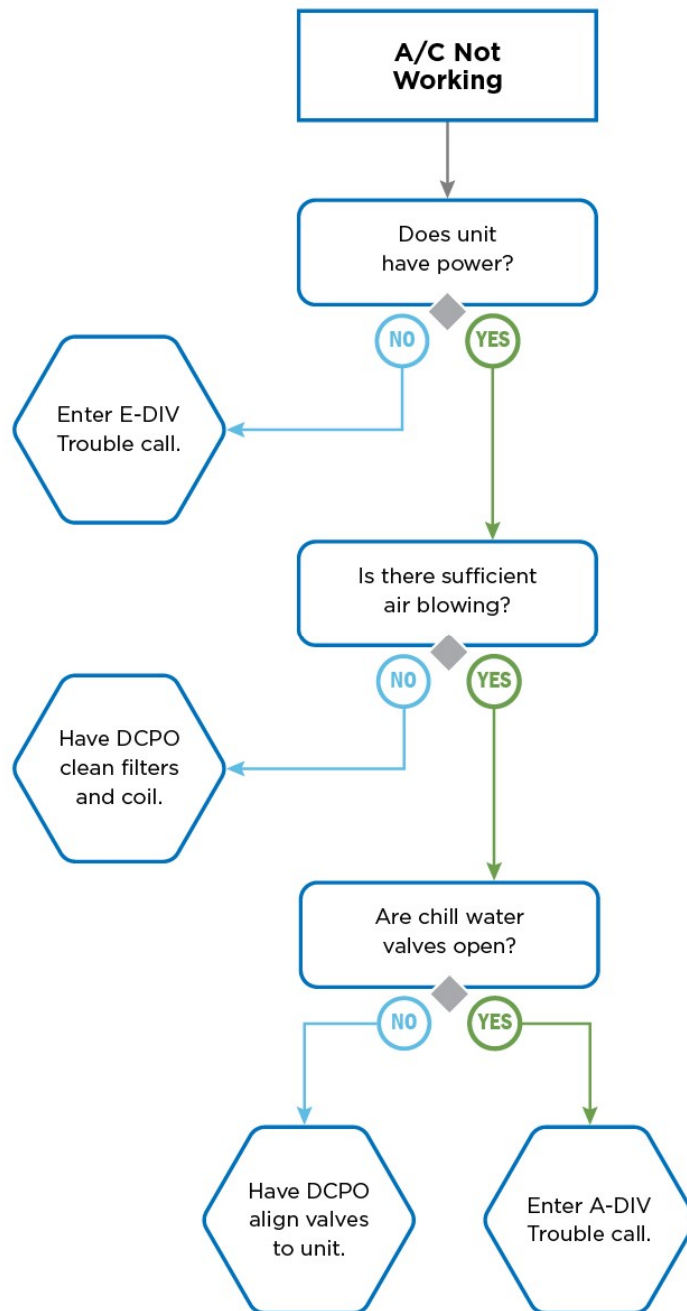 A/C Not
Working
Does unit
have power?
NO
YES
Enter E-DIV
Trouble call.
Is there sufficient
air blowing?
NO
YES
Have DCPO
clean filters
and coil.
Are chill water
valves open?
NO
YES
Have DCPO
align valves
to unit.
Enter A-DIV
Trouble call.